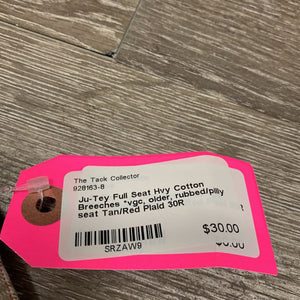 The Tack Collector
928163-8
Ju-Tey Full Seat Hvy Cotton
Breeches *vgc, older, rubbed/pilly
seat Tan/Red Plaid 30R
$30.00
SRZAW9